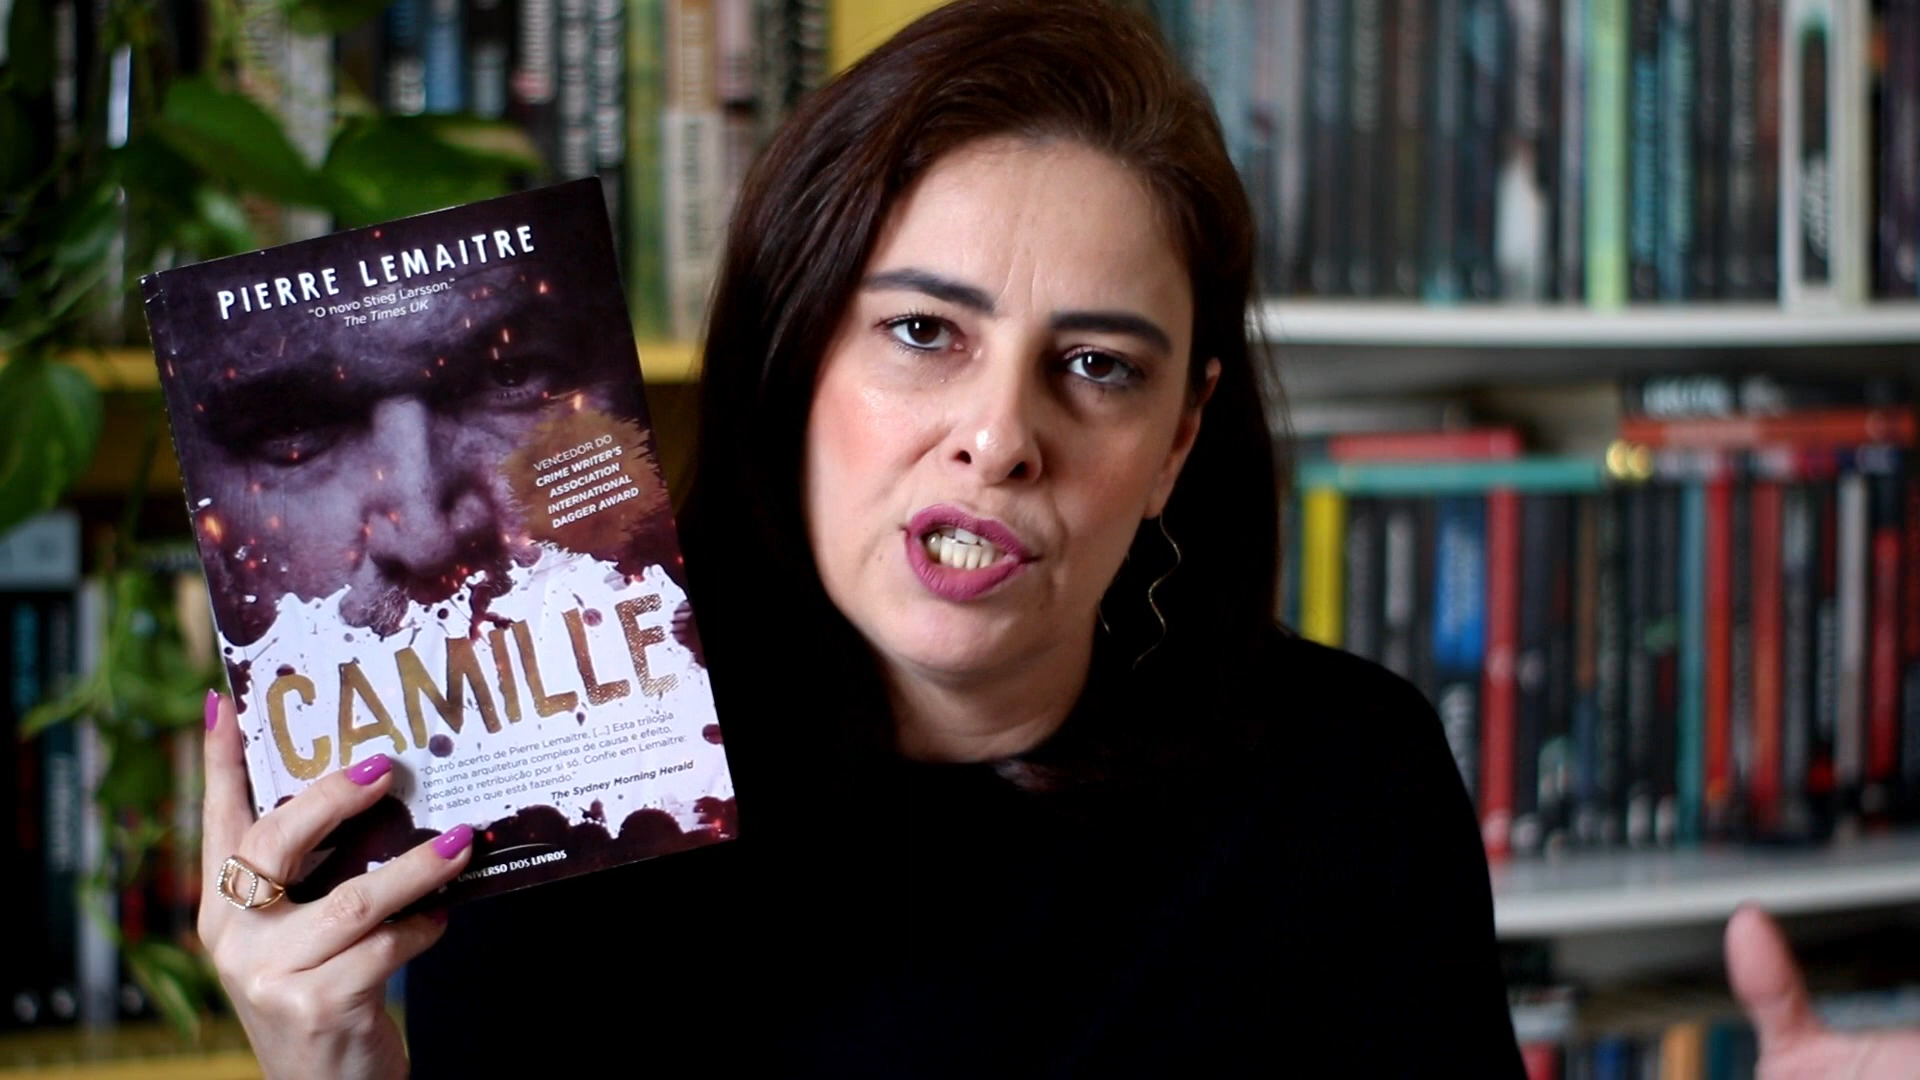 PIERRE LEMAITRE
"O novo Stieg Larsson."
The Times UK
VENCEDOR DO
CRIME WRITER'S
ASSOCIATION
INTERNATIONAL
DAGGER AWARD
CAMILLE
"Outro acerto de Pierre Lemaitre, [...] Esta trilogia
tem uma arquitetura complexa de causa e efeito,
pecado e retribuição por si só. Confie em Lemaitre:
ele sabe o que está fazendo."
The Sydney Morning Herald
UNIVERSO DOS LIVROS